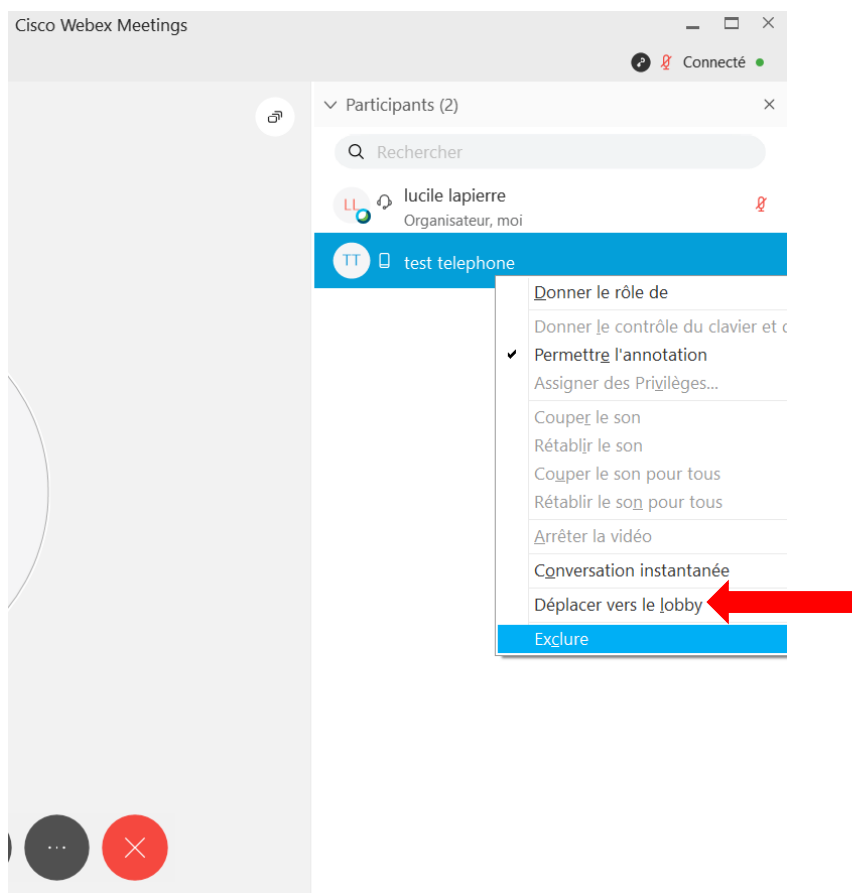 Cisco Webex Meetings
Connecté
Participants (2)
Rechercher
LL
lucile lapierre
Organisateur, moi
TT
test telephone
Donner le rôle de
Donner le contrôle du clavier et
Permettre l'annotation
Assigner des Privilèges...
Couper le son
Rétablir le son
Couper le son pour tous
Rétablir le son pour tous
Arrêter la vidéo
Conversation instantanée
Déplacer vers le lobby
Exclure